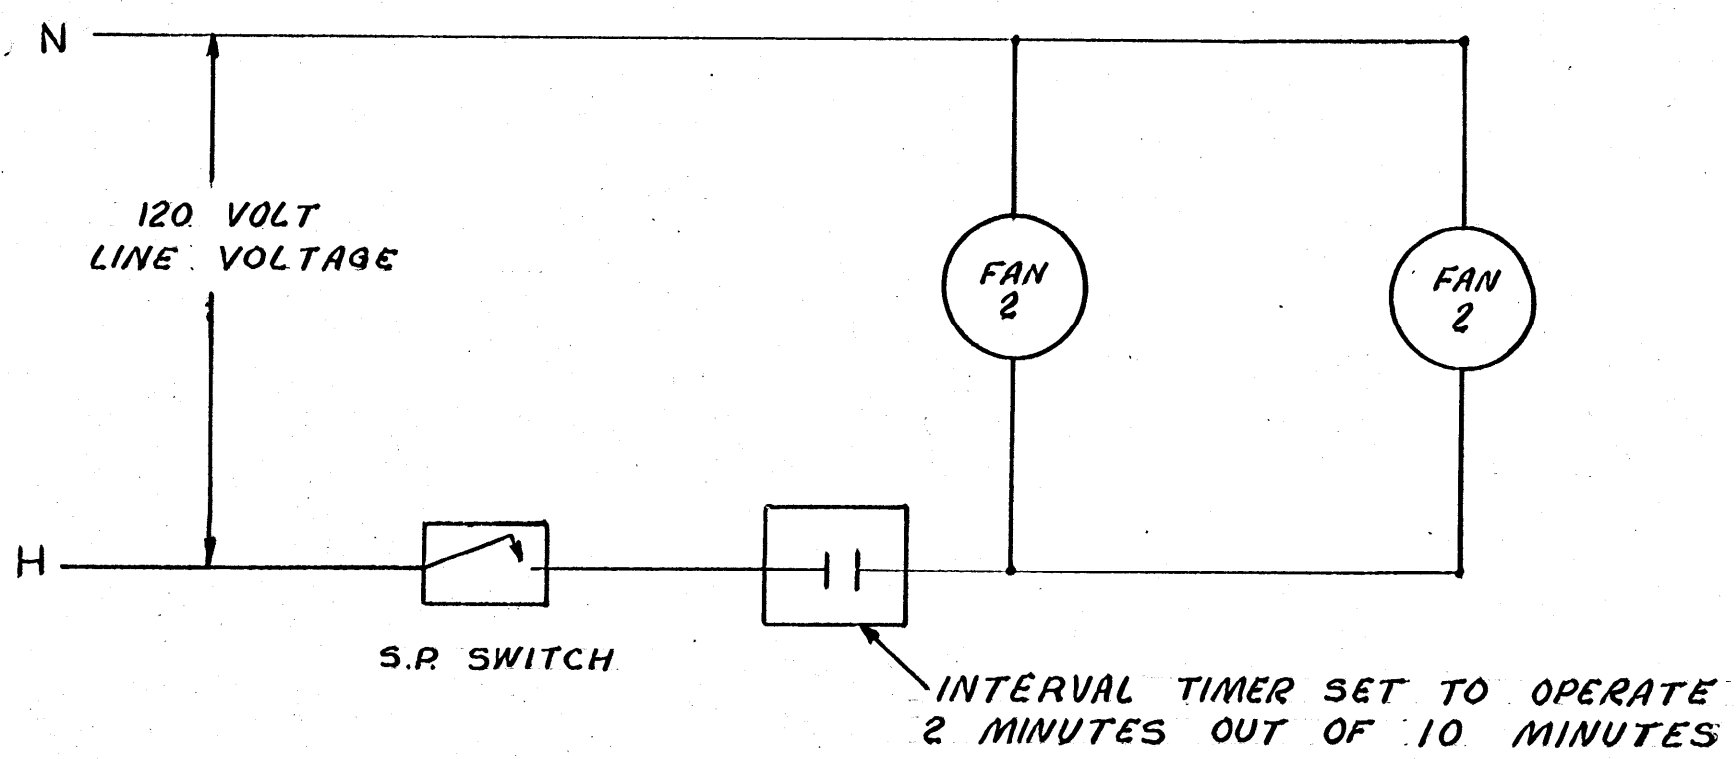 N
120 VOLT
LINE VOLTAGE
FAN
2
FAN
2
H
S.P. SWITCH
INTERVAL TIMER SET TO OPERATE
2 MINUTES OUT OF 10 MINUTES